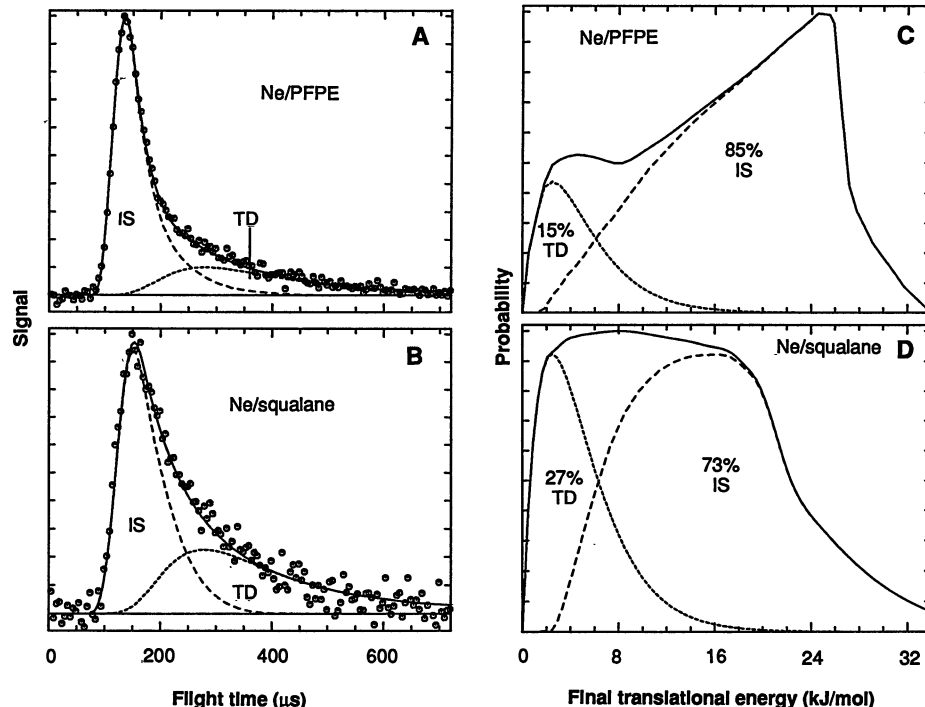 A
Ne/PFPE
IS
TD
Signal
B
Ne/squalane
IS
TD
0
200
400
600
Flight time (μs)
C
Ne/PFPE
85%
IS
15%
TD
Probability
D
Ne/squalane
27%
TD
73%
IS
0
8
16
24
32
Final translational energy (kJ/mol)